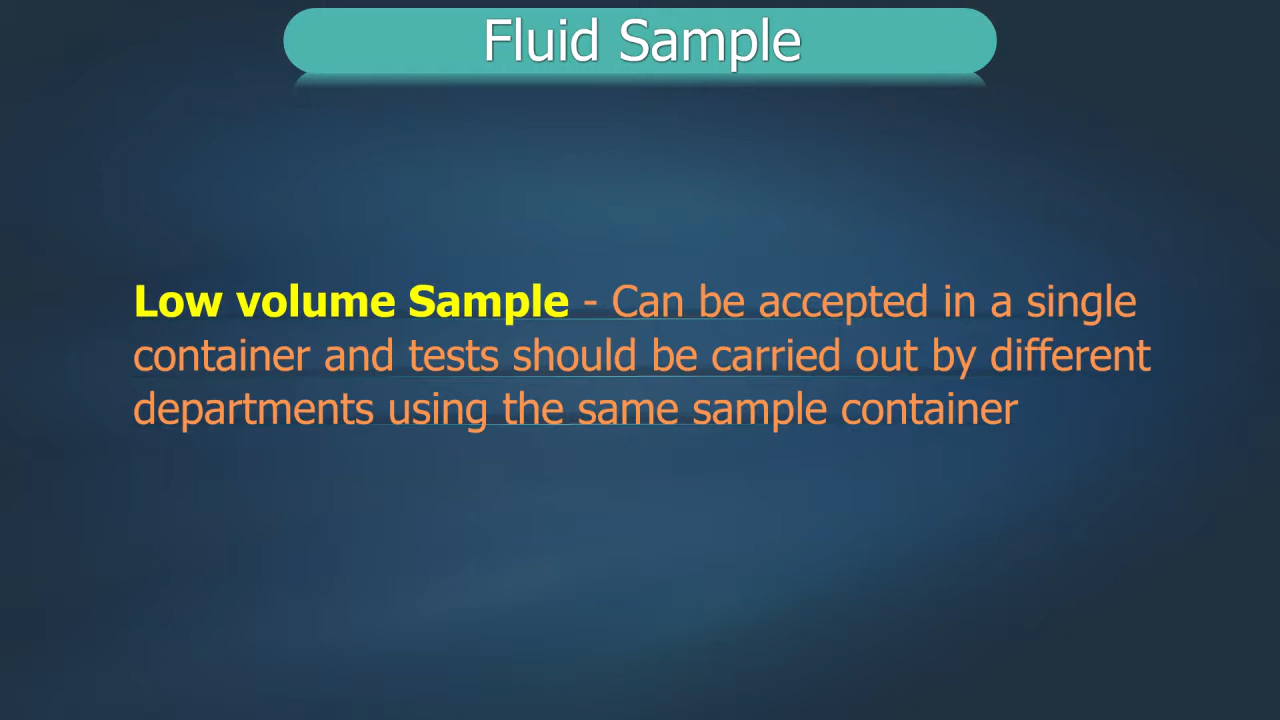 Fluid Sample
Low volume Sample - Can be accepted in a single
container and tests should be carried out by different
departments using the same sample container